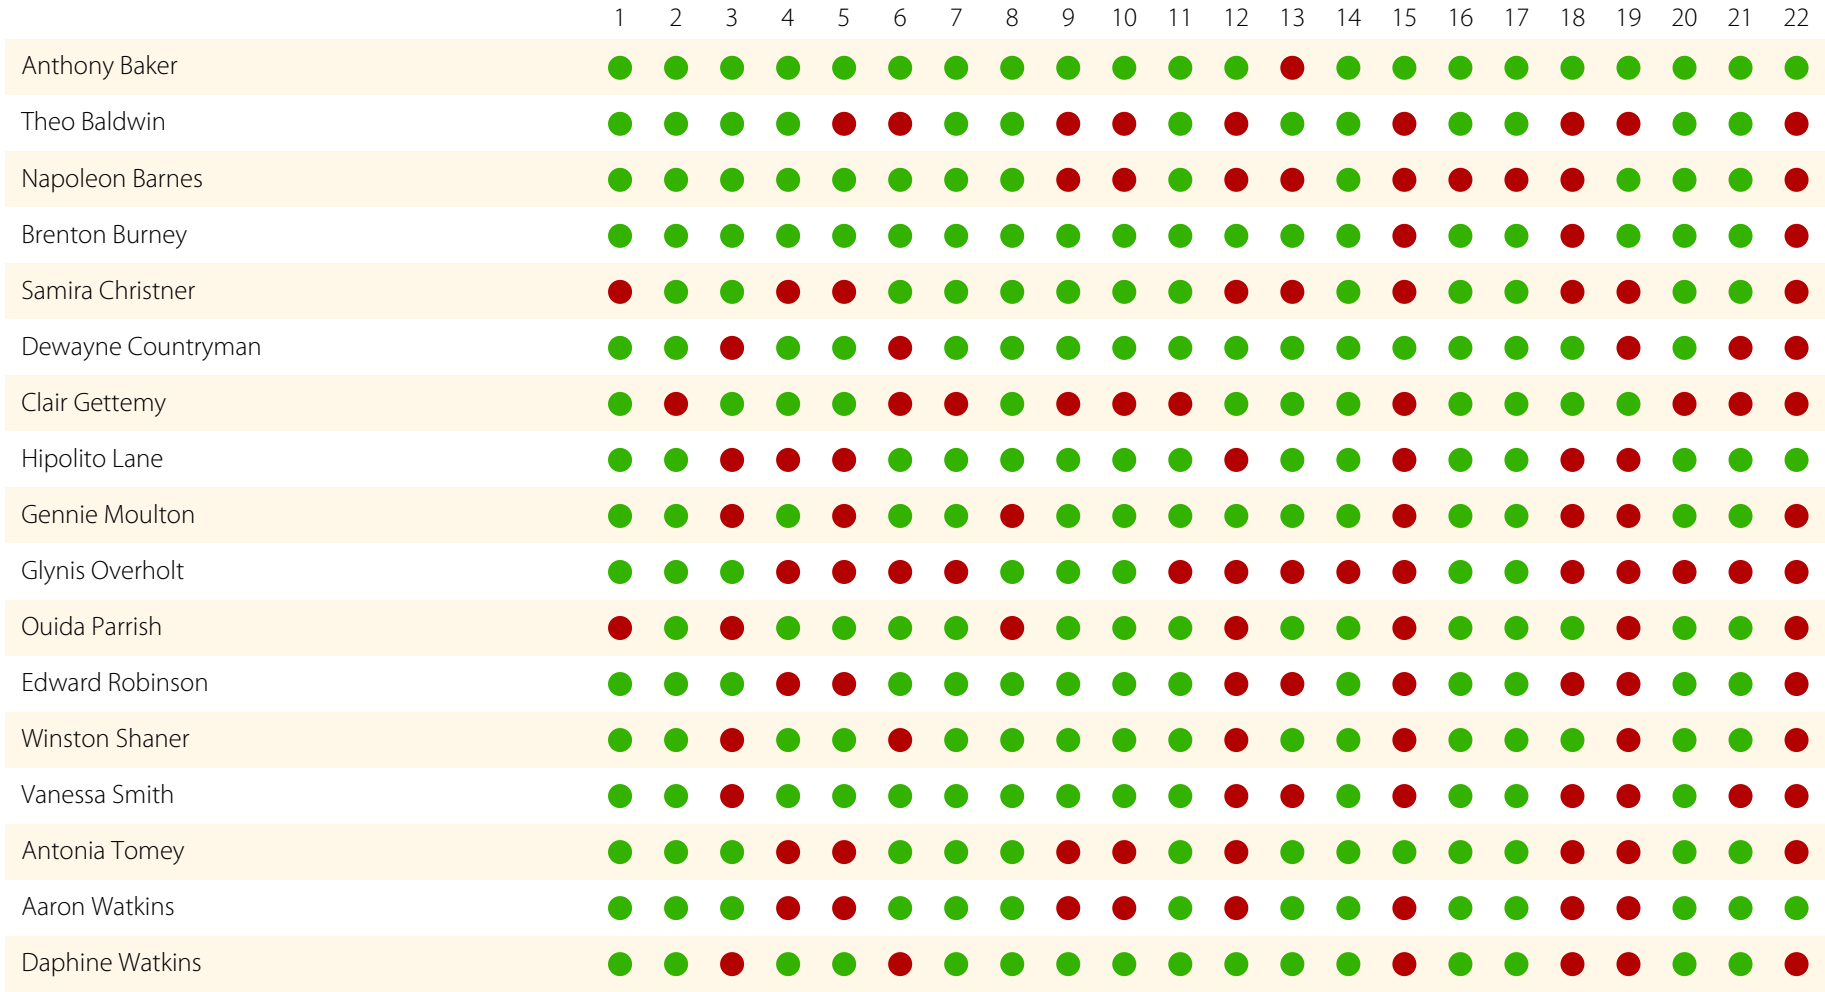 1 2 3 4 5 6 7 8 9 10 11 12 13 14 15 16 17 18 19 20 21 22
Anthony Baker
Theo Baldwin
Napoleon Barnes
Brenton Burney
Samira Christner
Dewayne Countryman
Clair Gettemy
Hipolito Lane
Gennie Moulton
Glynis Overholt
Ouida Parrish
Edward Robinson
Winston Shaner
Vanessa Smith
Antonia Tomey
Aaron Watkins
Daphine Watkins